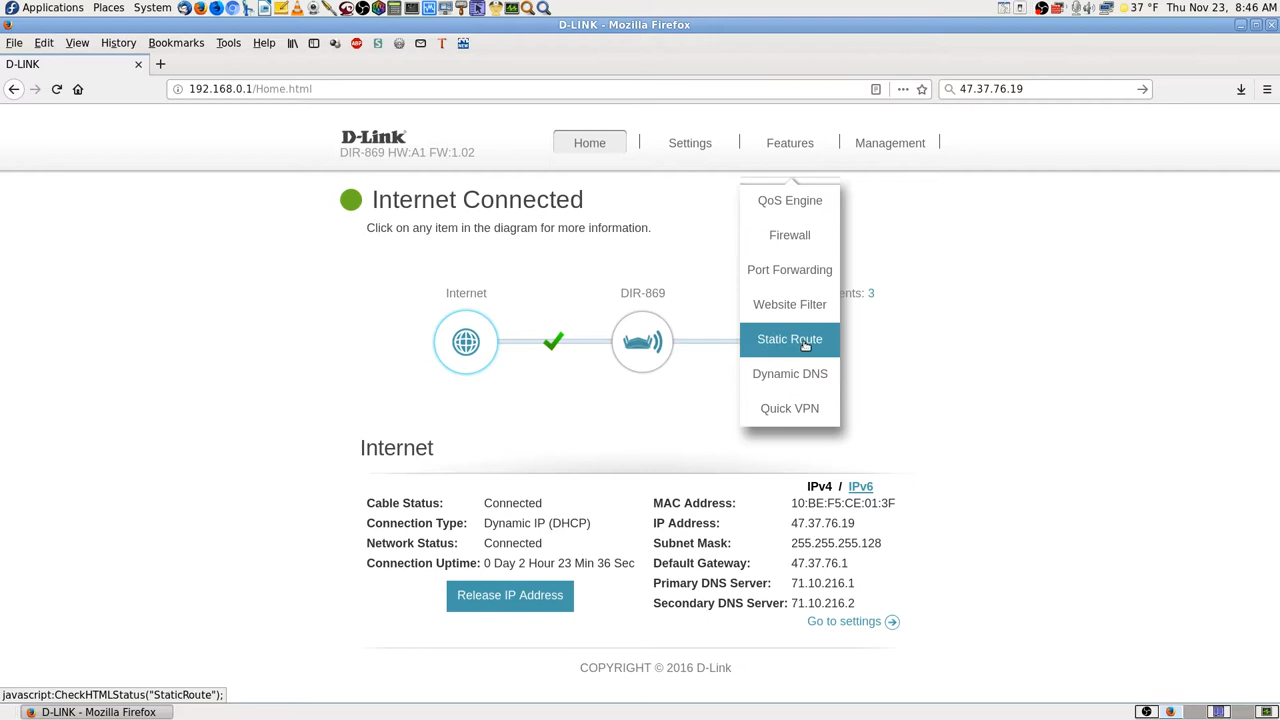 Applications Places System 37 °F Thu Nov 23, 8:46 AM
D-LINK - Mozilla Firefox
File Edit View History Bookmarks Tools Help
D-LINK
192.168.0.1/Home.html 47.37.76.19
D-Link
DIR-869 HW:A1 FW:1.02
Home Settings Features Management
Internet Connected
Click on any item in the diagram for more information.
QoS Engine
Firewall
Port Forwarding
Website Filter
Static Route
Dynamic DNS
Quick VPN
Internet DIR-869 ents: 3
Internet
IPv4 / IPv6
Cable Status: Connected MAC Address: 10:BE:F5:CE:01:3F
Connection Type: Dynamic IP (DHCP) IP Address: 47.37.76.19
Network Status: Connected Subnet Mask: 255.255.255.128
Connection Uptime: 0 Day 2 Hour 23 Min 36 Sec Default Gateway: 47.37.76.1
Release IP Address Primary DNS Server: 71.10.216.1
Secondary DNS Server: 71.10.216.2
Go to settings
COPYRIGHT © 2016 D-Link
javascript:CheckHTMLStatus("StaticRoute");
D-LINK - Mozilla Firefox